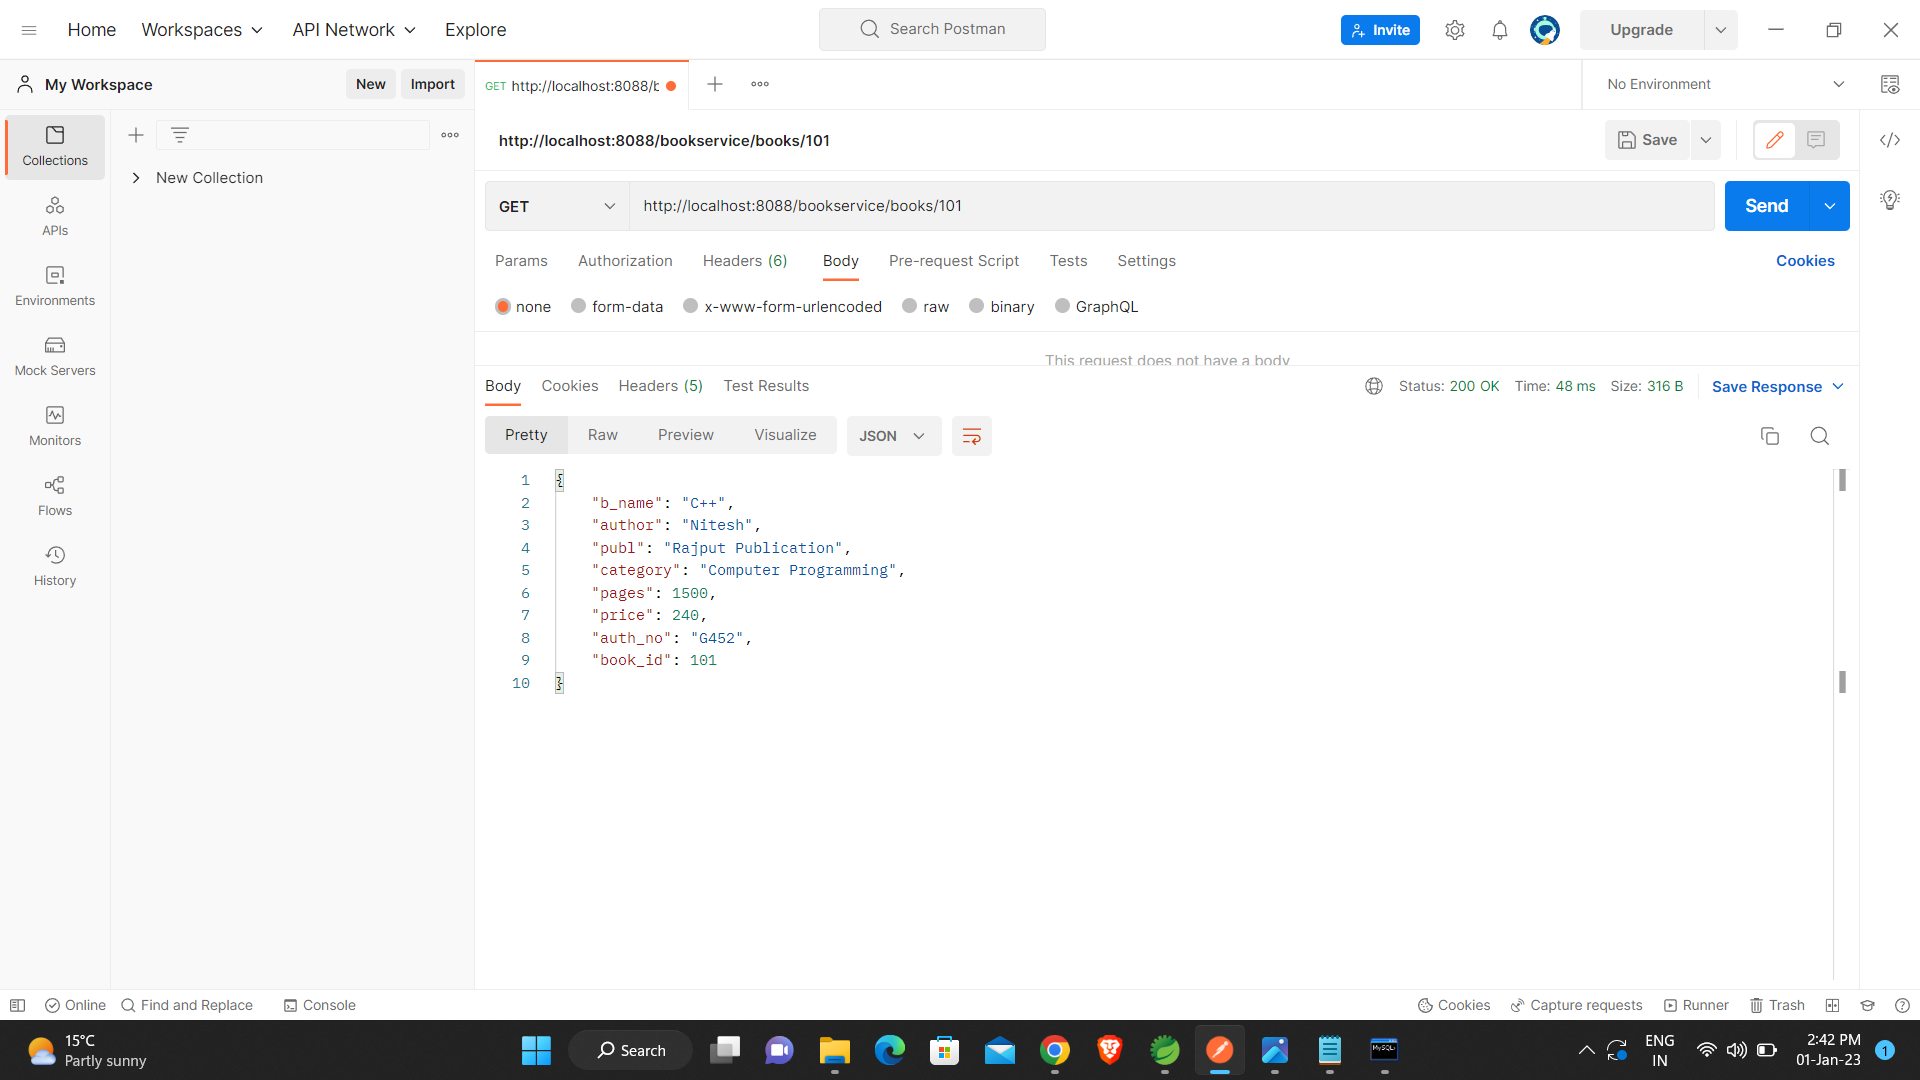 Home Workspaces API Network Explore Search Postman Invite Upgrade
My Workspace New Import GET http://localhost:8088/b No Environment
http://localhost:8088/bookservice/books/101 Save
Collections
New Collection
APIs
Environments
Mock Servers
Monitors
Flows
History
GET http://localhost:8088/bookservice/books/101 Send
Params Authorization Headers (6) Body Pre-request Script Tests Settings Cookies
none form-data x-www-form-urlencoded raw binary GraphQL
This request does not have a body
Body Cookies Headers (5) Test Results Status: 200 OK Time: 48 ms Size: 316 B Save Response
Pretty Raw Preview Visualize JSON
1 {
2 "b_name": "C++",
3 "author": "Nitesh",
4 "publ": "Rajput Publication",
5 "category": "Computer Programming",
6 "pages": 1500,
7 "price": 240,
8 "auth_no": "G452",
9 "book_id": 101
10 }
Online Find and Replace Console Cookies Capture requests Runner Trash
15°C
Partly sunny
Search
MySQL
ENG
IN
2:42 PM
01-Jan-23
1